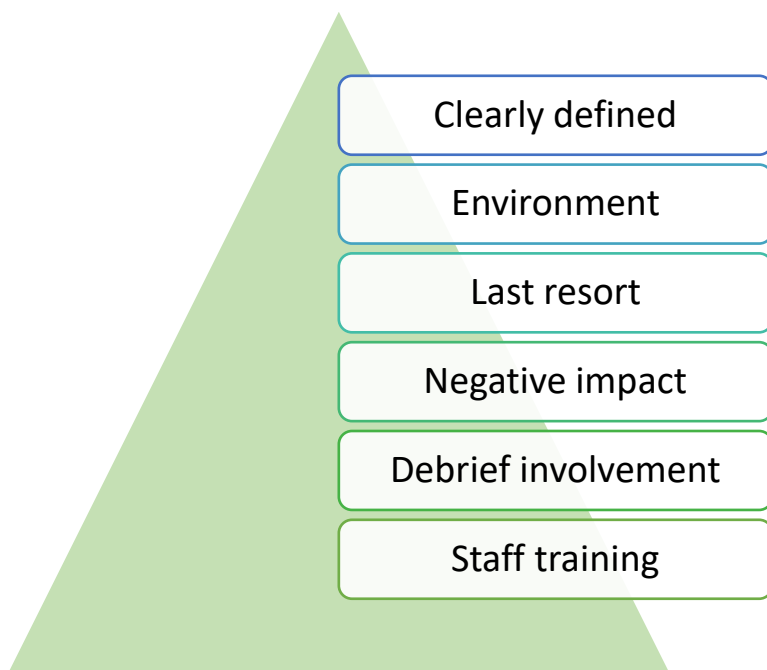 Clearly defined
Environment
Last resort
Negative impact
Debrief involvement
Staff training